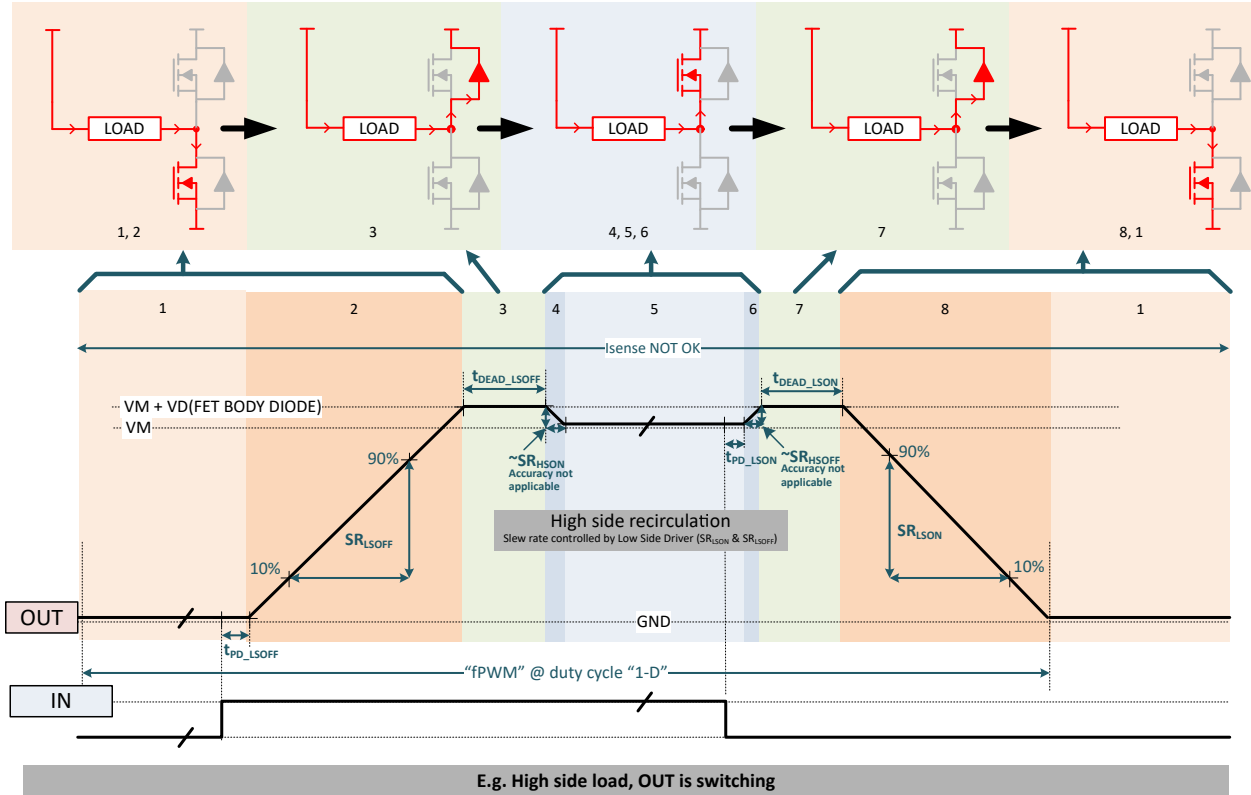 LOAD
LOAD
LOAD
LOAD
LOAD
1, 2
3
4, 5, 6
7
8, 1
1
2
3
4
5
6
7
8
1
Isense NOT OK
tDEAD_LSOFF
tDEAD_LSON
VM + VD(FET BODY DIODE)
VM
90%
~SRHSON
Accuracy not
applicable
tPD_LSON
~SRHSOFF
Accuracy not
applicable
90%
High side recirculation
Slew rate controlled by Low Side Driver (SRLSON & SRLSOFF)
SRLSOFF
SRLSON
10%
10%
OUT
GND
tPD_LSOFF
“fPWM” @ duty cycle “1-D”
IN
E.g. High side load, OUT is switching